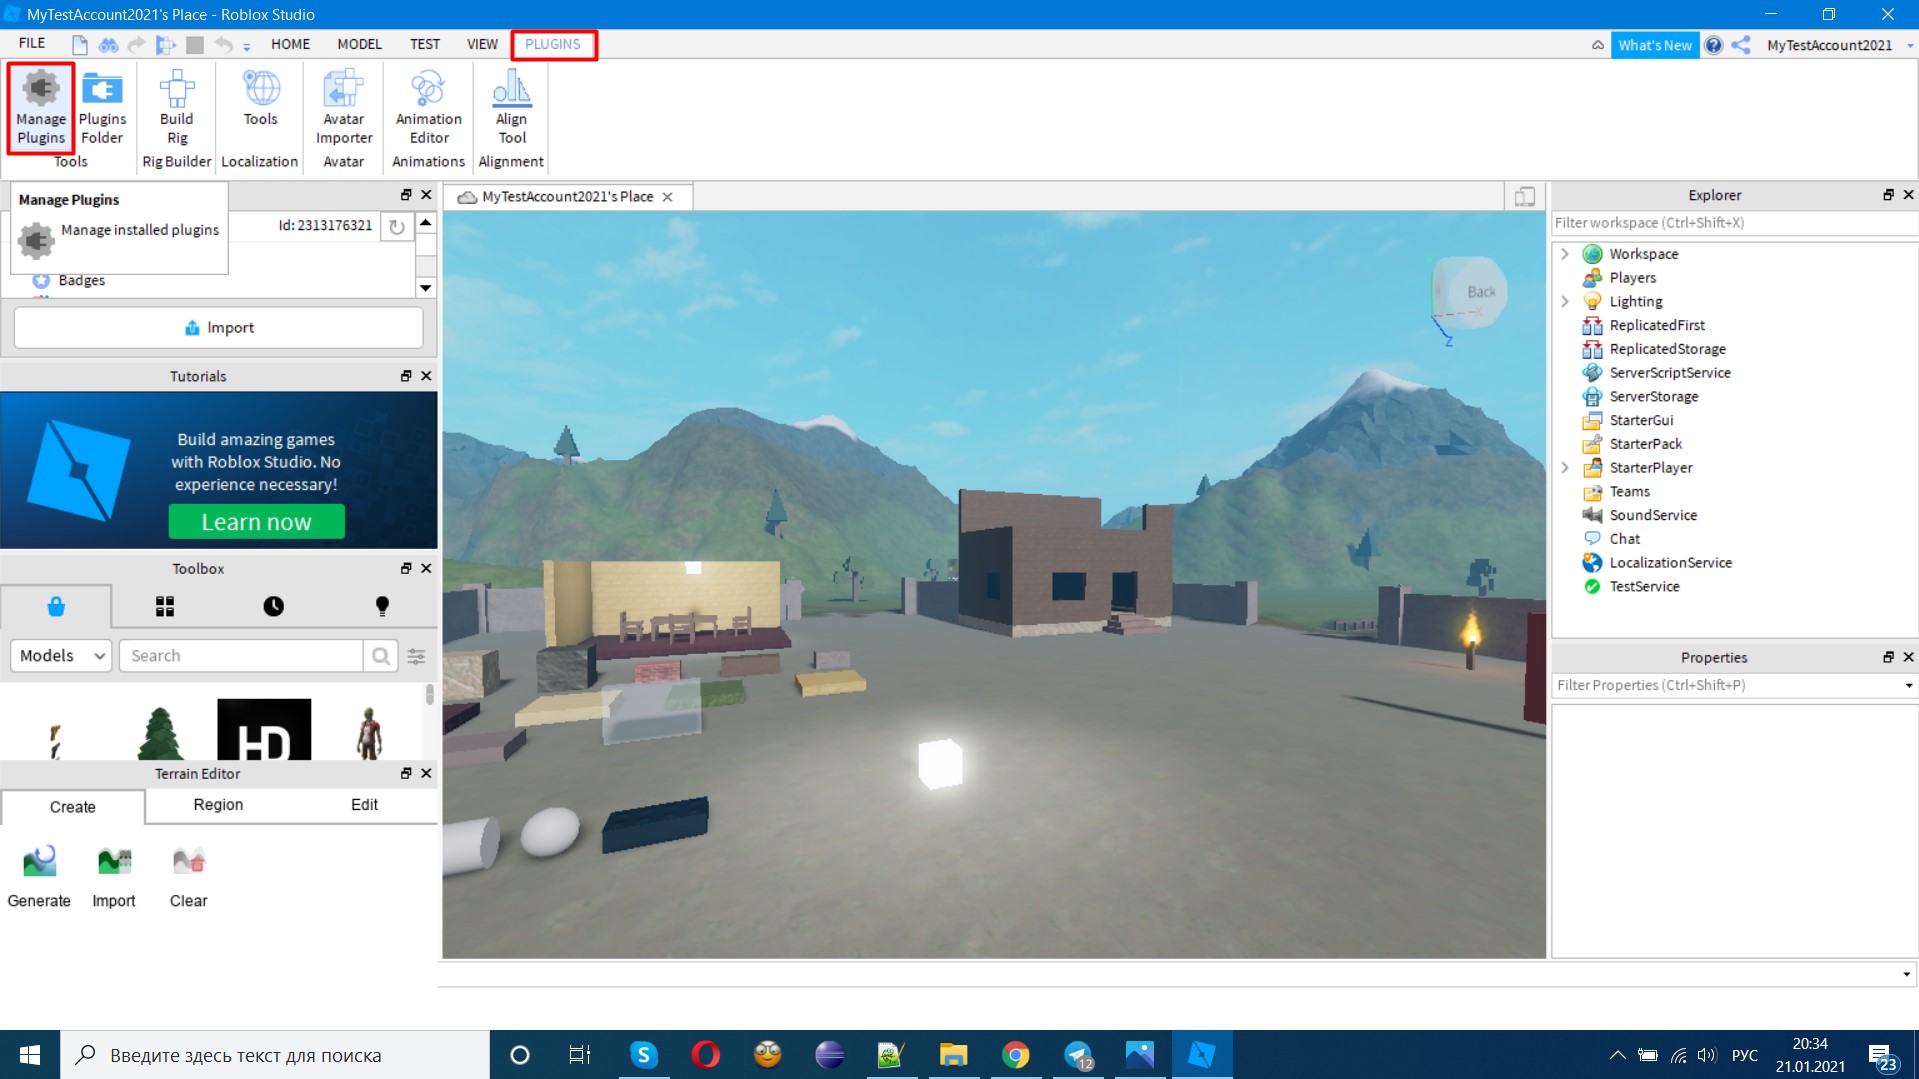 MyTestAccount2021's Place - Roblox Studio
FILE HOME MODEL TEST VIEW PLUGINS What's New MyTestAccount2021
Manage Plugins
Plugins Folder
Tools
Build Rig
Rig Builder
Tools
Localization
Avatar Importer
Avatar
Animation Editor
Animations
Align Tool
Alignment
Manage Plugins
Manage installed plugins
Id: 2313176321
Badges
Import
Tutorials
Build amazing games
with Roblox Studio. No
experience necessary!
Learn now
Toolbox
Models
Search
HD
Terrain Editor
Create Region Edit
Generate Import Clear
MyTestAccount2021's Place
Back
X
Z
Explorer
Filter workspace (Ctrl+Shift+X)
Workspace
Players
Lighting
ReplicatedFirst
ReplicatedStorage
ServerScriptService
ServerStorage
StarterGui
StarterPack
StarterPlayer
Teams
SoundService
Chat
LocalizationService
TestService
Properties
Filter Properties (Ctrl+Shift+P)
Введите здесь текст для поиска
12
РУС
20:34
21.01.2021
23